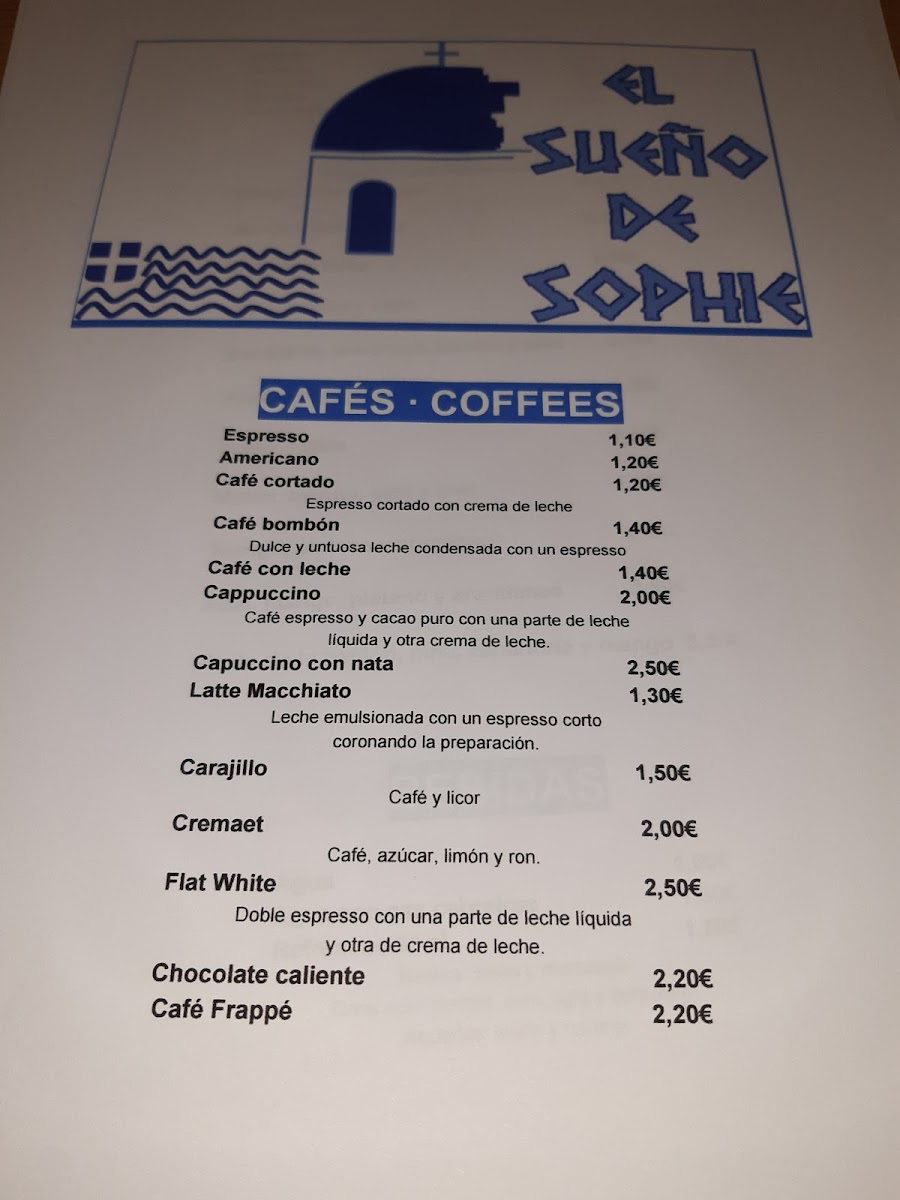 EL
SUEÑO
DE
SOPHIE
CAFÉS · COFFEES
Espresso 1,10€
Americano 1,20€
Café cortado 1,20€
Espresso cortado con crema de leche
Café bombón 1,40€
Dulce y untuosa leche condensada con un espresso
Café con leche 1,40€
Cappuccino 2,00€
Café espresso y cacao puro con una parte de leche
líquida y otra crema de leche.
Capuccino con nata 2,50€
Latte Macchiato 1,30€
Leche emulsionada con un espresso corto
coronando la preparación.
Carajillo 1,50€
Café y licor
Cremaet 2,00€
Café, azúcar, limón y ron.
Flat White 2,50€
Doble espresso con una parte de leche líquida
y otra de crema de leche.
Chocolate caliente 2,20€
Café Frappé 2,20€